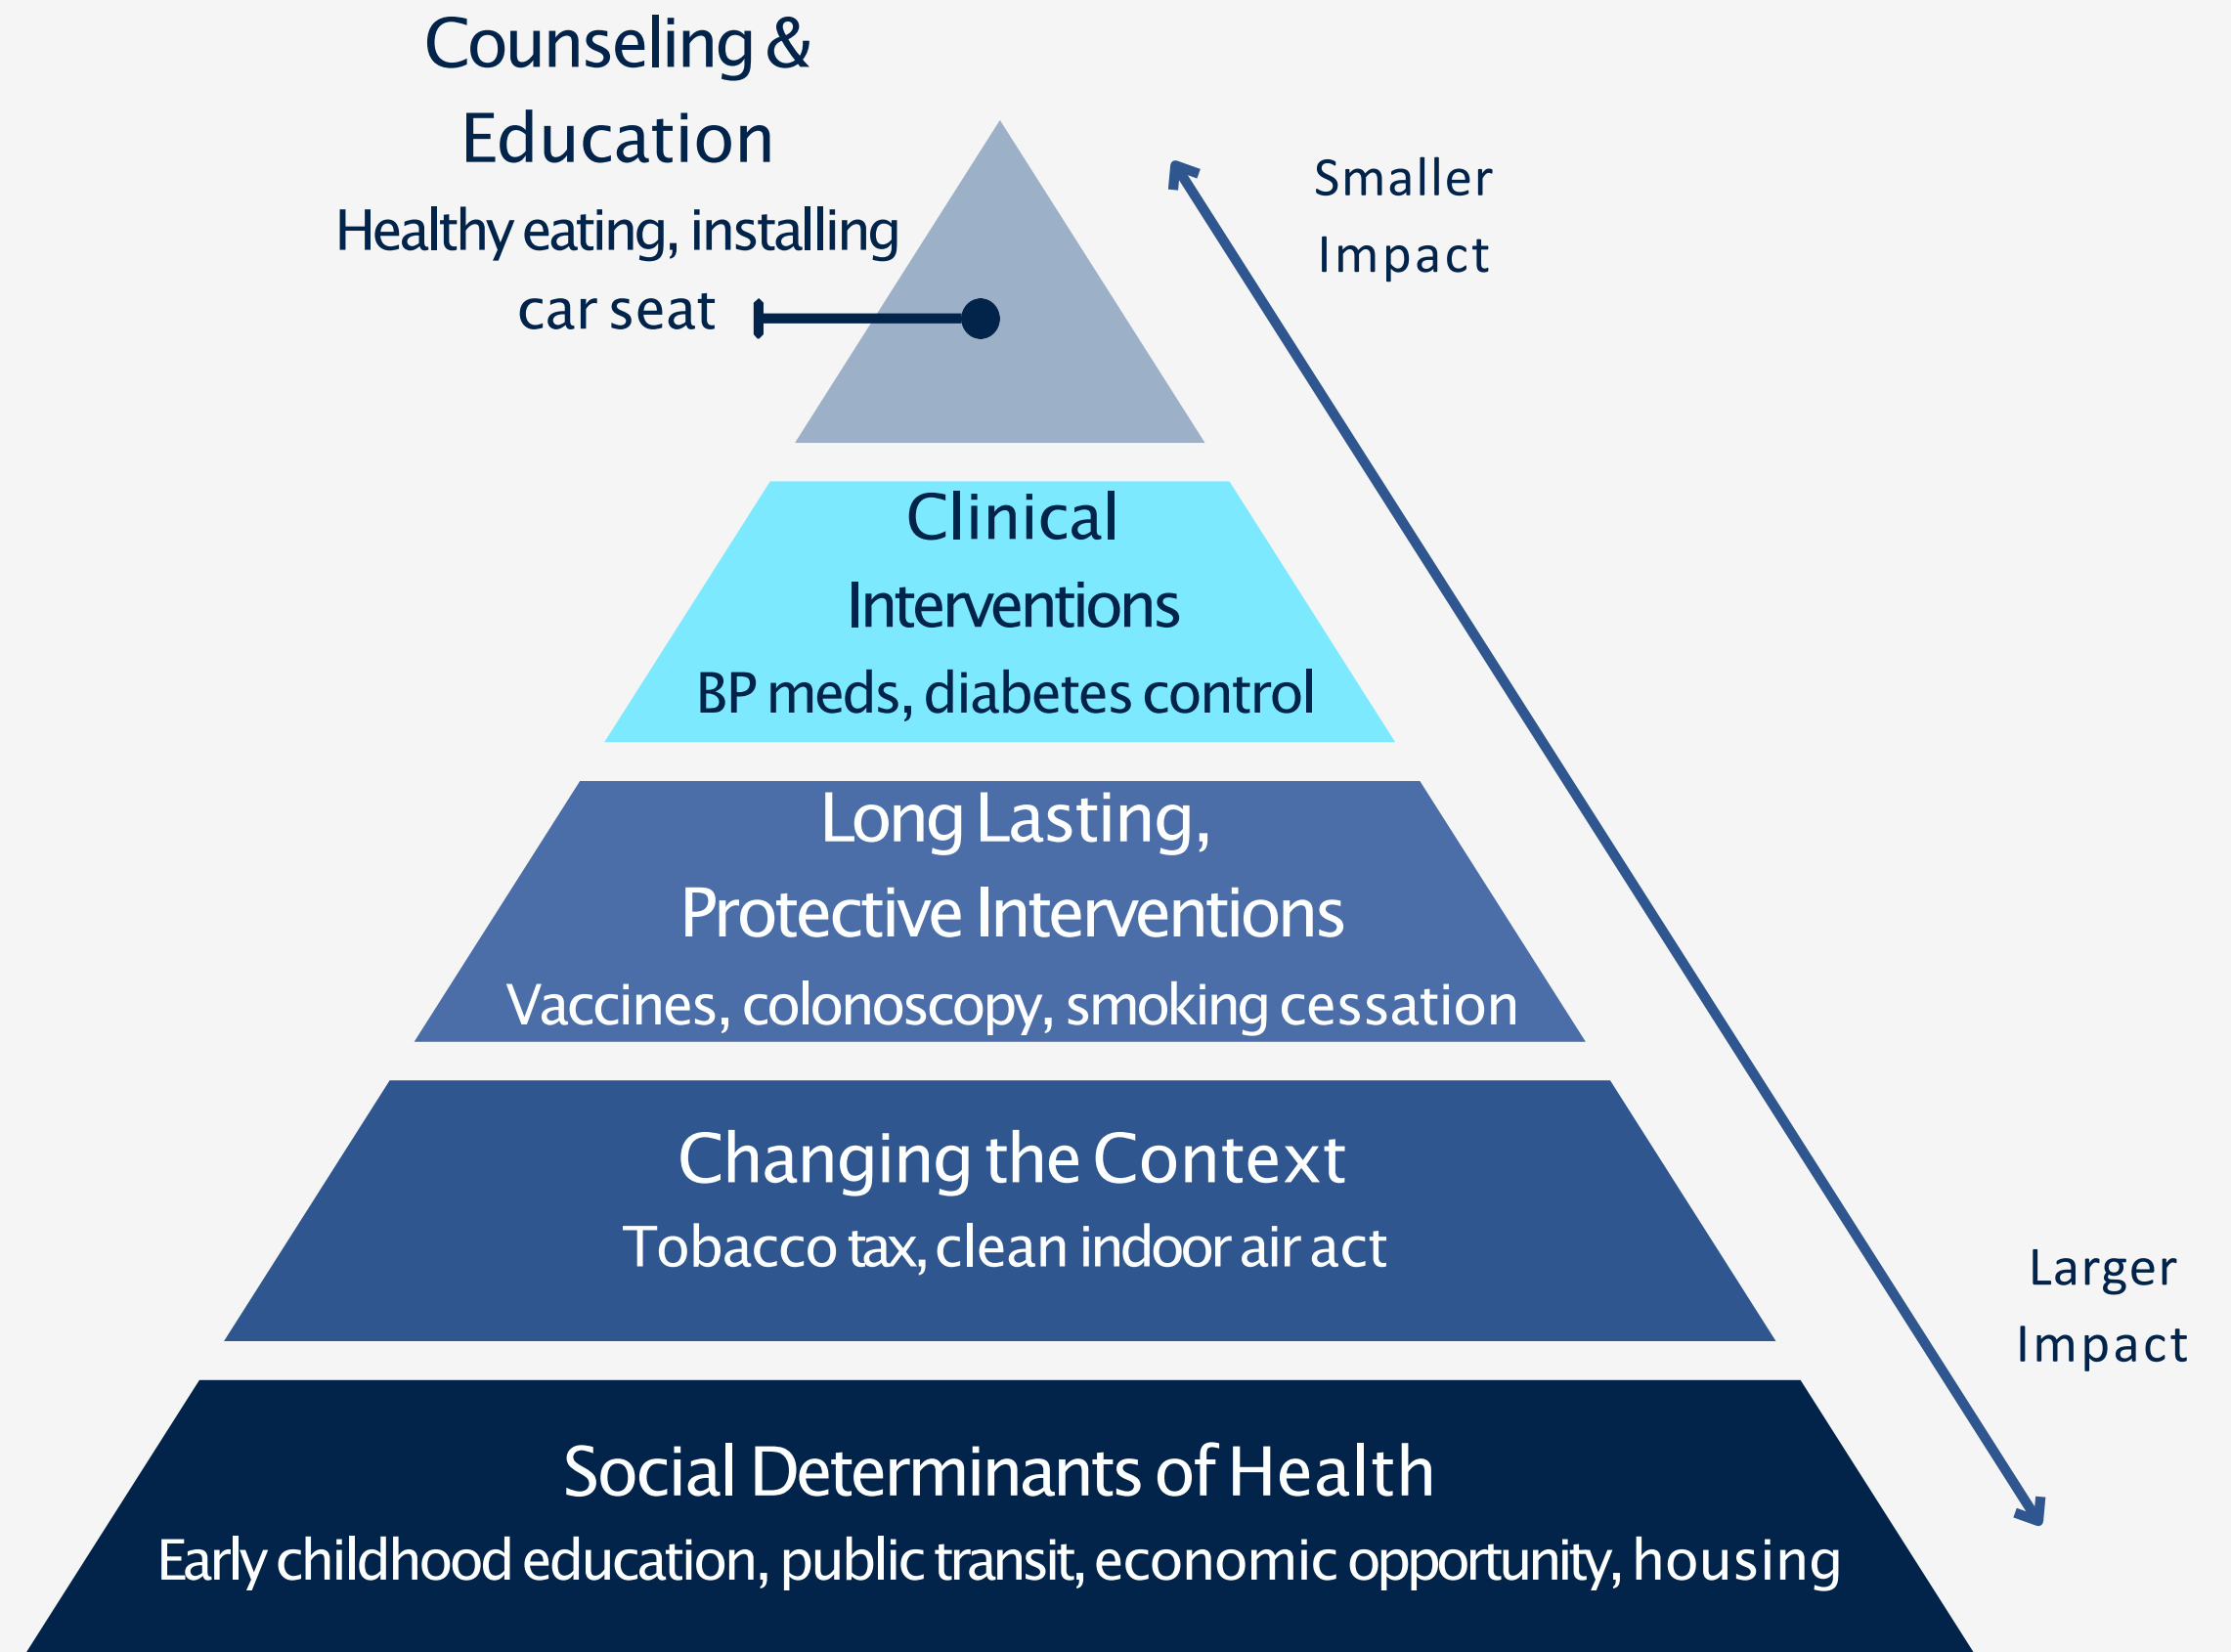 Counseling &
Education
Healthy eating, installing
car seat
Smaller
Impact
Clinical
Interventions
BP meds, diabetes control
Long Lasting,
Protective Interventions
Vaccines, colonoscopy, smoking cessation
Changing the Context
Tobacco tax, clean indoor air act
Larger
Impact
Social Determinants of Health
Early childhood education, public transit, economic opportunity, housing